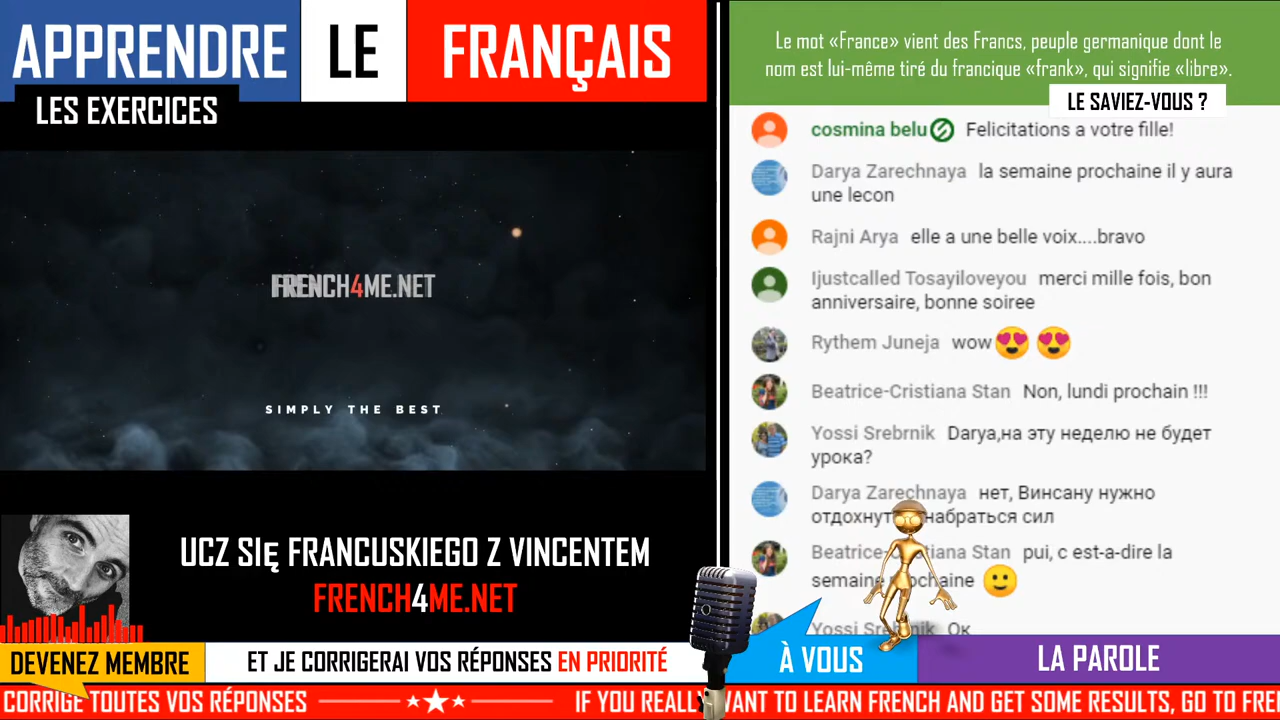 APPRENDRE LE FRANÇAIS
LES EXERCICES
FRENCH4ME.NET
SIMPLY THE BEST
UCZ SIĘ FRANCUSKIEGO Z VINCENTEM
FRENCH4ME.NET
DEVENEZ MEMBRE
ET JE CORRIGERAI VOS RÉPONSES EN PRIORITÉ
Le mot «France» vient des Francs, peuple germanique dont le
nom est lui-même tiré du francique «frank», qui signifie «libre».
LE SAVIEZ-VOUS ?
cosmina belu Felicitations a votre fille!
Darya Zarechnaya la semaine prochaine il y aura
une lecon
Rajni Arya elle a une belle voix....bravo
Ijustcalled Tosayiloveyou merci mille fois, bon
anniversaire, bonne soiree
Rythem Juneja wow
Beatrice-Cristiana Stan Non, lundi prochain !!!
Yossi Srebrnik Darya,на эту неделю не будет
урока?
Darya Zarechnaya нет, Винсану нужно
набраться сил
Beatrice-Cristiana Stan pui, c est-a-dire la
semaine prochaine
Yossi Srebrnik Ок
À VOUS LA PAROLE
CORRIGE TOUTES VOS RÉPONSES IF YOU REALLY WANT TO LEARN FRENCH AND GET SOME RESULTS, GO TO